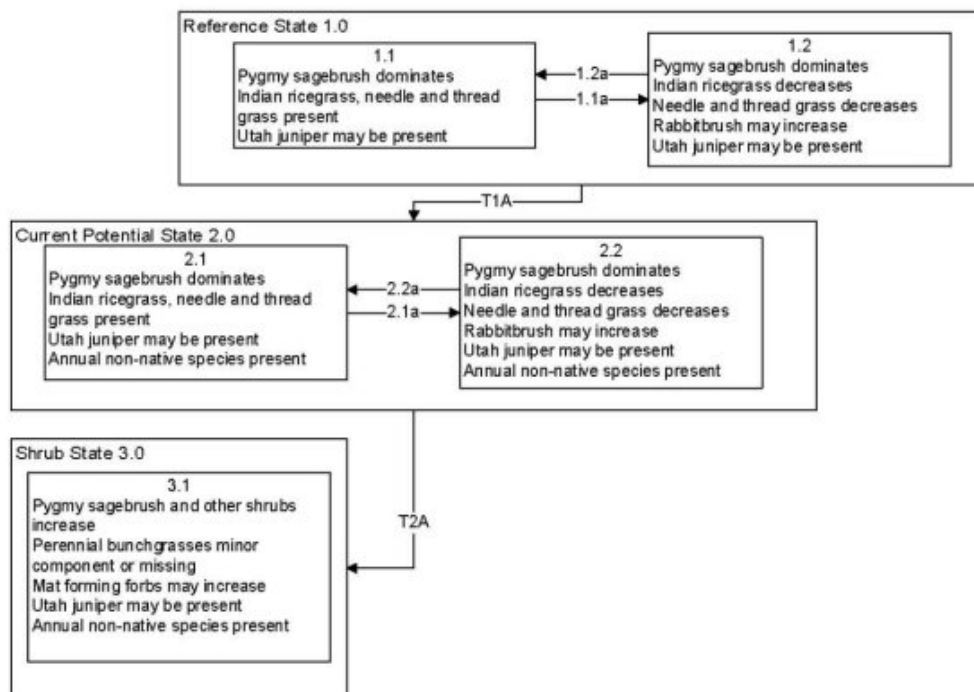 Reference State 1.0
1.1
Pygmy sagebrush dominates
Indian ricegrass, needle and thread
grass present
Utah juniper may be present
1.2a
1.1a
1.2
Pygmy sagebrush dominates
Indian ricegrass decreases
Needle and thread grass decreases
Rabbitbrush may increase
Utah juniper may be present
T1A
Current Potential State 2.0
2.1
Pygmy sagebrush dominates
Indian ricegrass, needle and thread
grass present
Utah juniper may be present
Annual non-native species present
2.2a
2.1a
2.2
Pygmy sagebrush dominates
Indian ricegrass decreases
Needle and thread grass decreases
Rabbitbrush may increase
Utah juniper may be present
Annual non-native species present
T2A
Shrub State 3.0
3.1
Pygmy sagebrush and other shrubs
increase
Perennial bunchgrasses minor
component or missing
Mat forming forbs may increase
Utah juniper may be present
Annual non-native species present